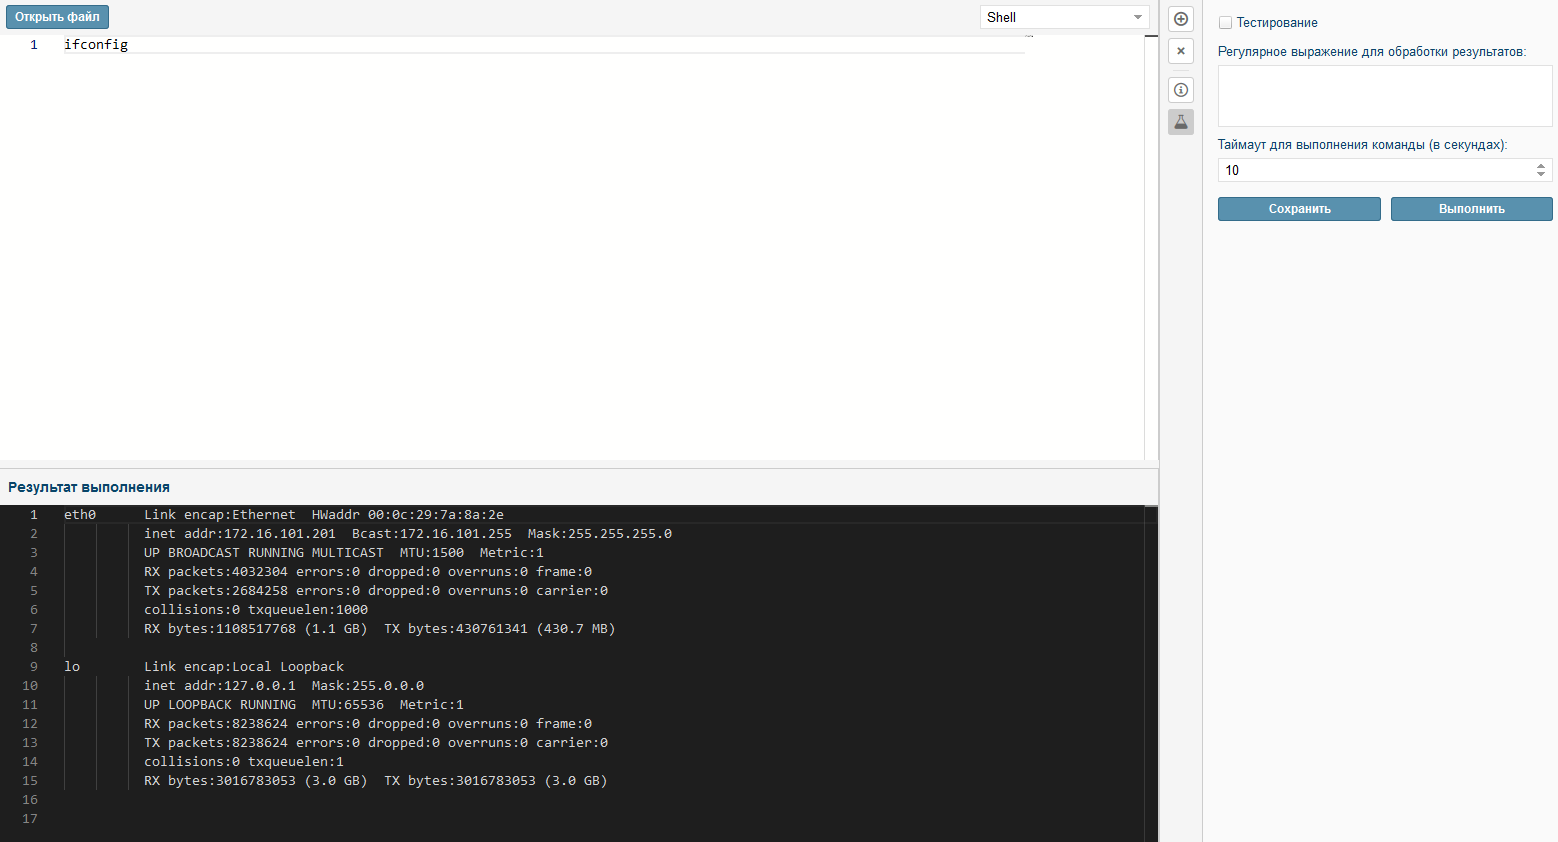 Открыть файл
Shell
1 ifconfig
Тестирование
Регулярное выражение для обработки результатов:
Таймаут для выполнения команды (в секундах):
10
Сохранить Выполнить
Результат выполнения
1 eth0 Link encap:Ethernet HWaddr 00:0c:29:7a:8a:2e
2 inet addr:172.16.101.201 Bcast:172.16.101.255 Mask:255.255.255.0
3 UP BROADCAST RUNNING MULTICAST MTU:1500 Metric:1
4 RX packets:4032304 errors:0 dropped:0 overruns:0 frame:0
5 TX packets:2684258 errors:0 dropped:0 overruns:0 carrier:0
6 collisions:0 txqueuelen:1000
7 RX bytes:1108517768 (1.1 GB) TX bytes:430761341 (430.7 MB)
8
9 lo Link encap:Local Loopback
10 inet addr:127.0.0.1 Mask:255.0.0.0
11 UP LOOPBACK RUNNING MTU:65536 Metric:1
12 RX packets:8238624 errors:0 dropped:0 overruns:0 frame:0
13 TX packets:8238624 errors:0 dropped:0 overruns:0 carrier:0
14 collisions:0 txqueuelen:1
15 RX bytes:3016783053 (3.0 GB) TX bytes:3016783053 (3.0 GB)
16
17